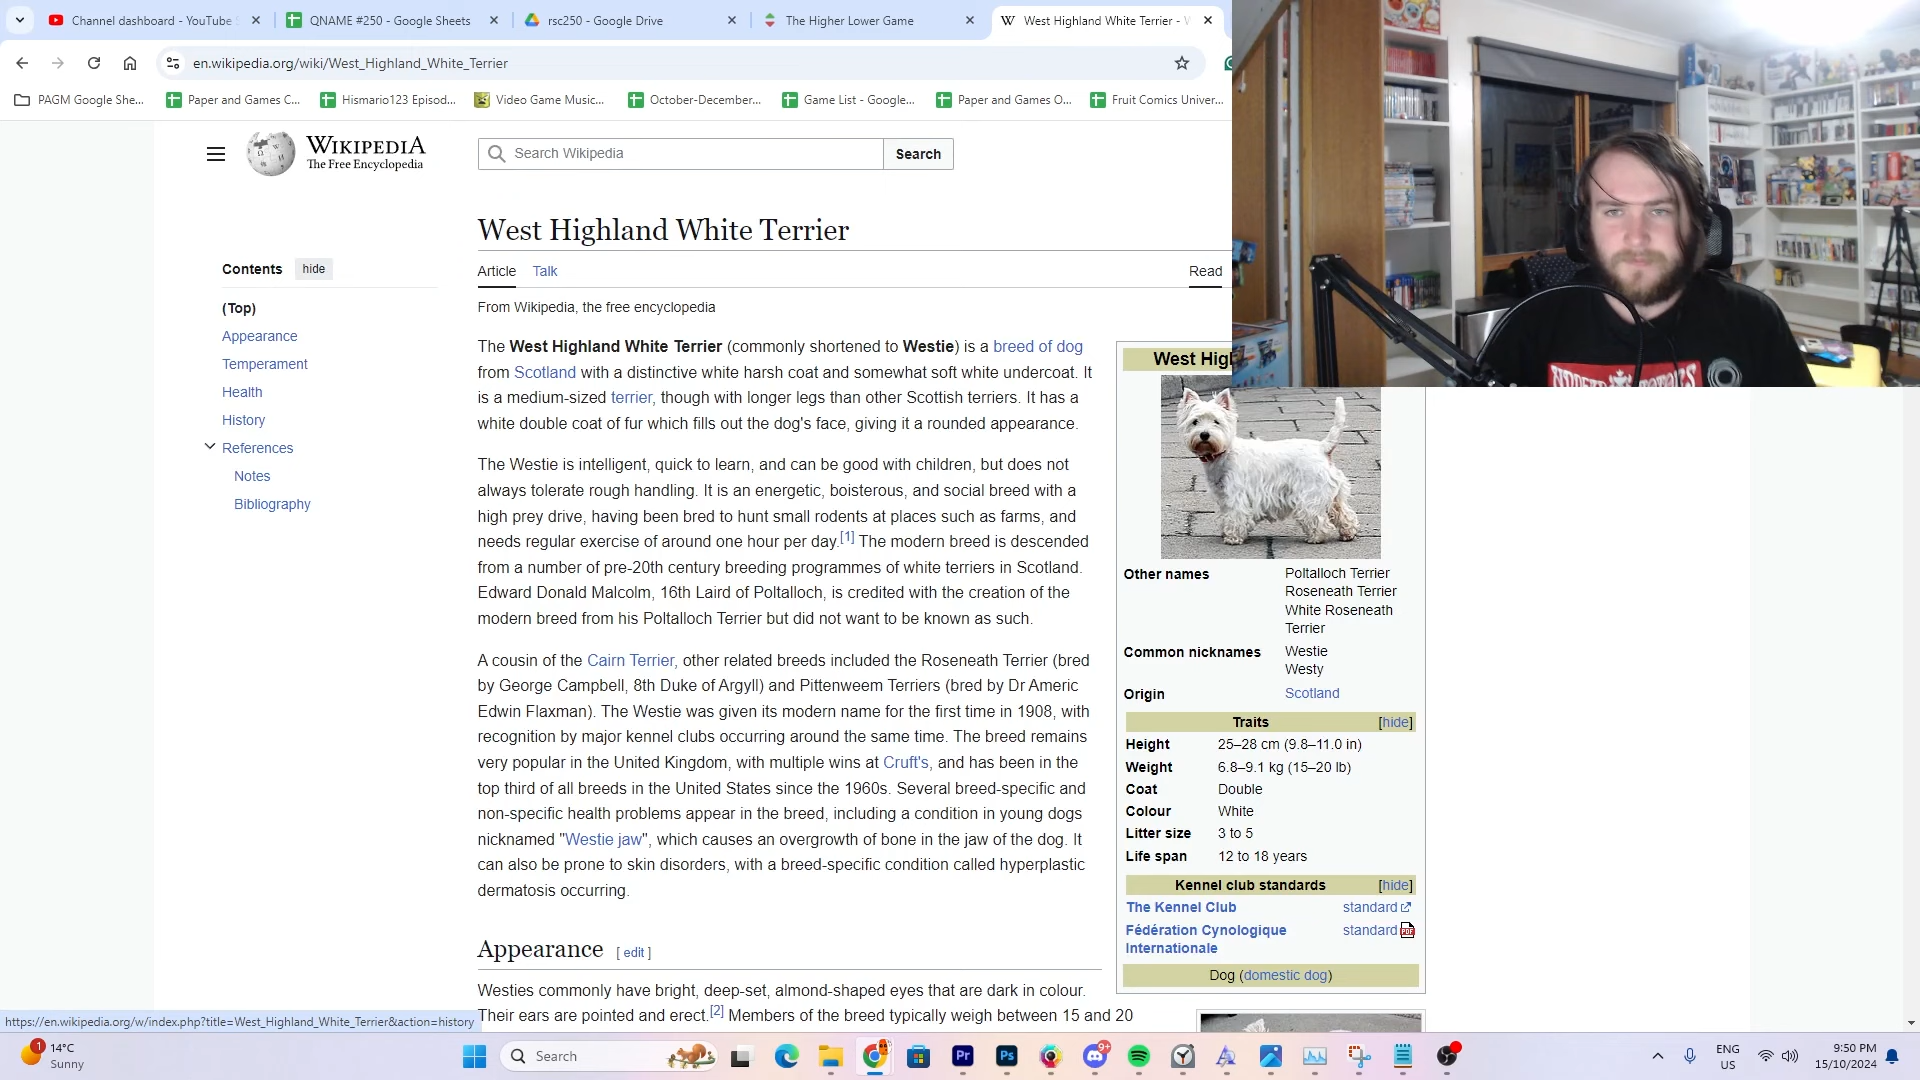 Channel dashboard - YouTube
QNAME #250 - Google Sheets
rsc250 - Google Drive
The Higher Lower Game
West Highland White Terrier -
en.wikipedia.org/wiki/West_Highland_White_Terrier
PAGM Google She...
Paper and Games C...
Hismario123 Episod...
Video Game Music...
October-December...
Game List - Google...
Paper and Games O...
Fruit Comics Univer...
WIKIPEDIA
The Free Encyclopedia
Search Wikipedia
Search
West Highland White Terrier
Contents
hide
Article
Talk
Read
(Top)
Appearance
Temperament
Health
History
References
Notes
Bibliography
From Wikipedia, the free encyclopedia
The West Highland White Terrier (commonly shortened to Westie) is a breed of dog
from Scotland with a distinctive white harsh coat and somewhat soft white undercoat. It
is a medium-sized terrier, though with longer legs than other Scottish terriers. It has a
white double coat of fur which fills out the dog's face, giving it a rounded appearance.
The Westie is intelligent, quick to learn, and can be good with children, but does not
always tolerate rough handling. It is an energetic, boisterous, and social breed with a
high prey drive, having been bred to hunt small rodents at places such as farms, and
needs regular exercise of around one hour per day.[1] The modern breed is descended
from a number of pre-20th century breeding programmes of white terriers in Scotland.
Edward Donald Malcolm, 16th Laird of Poltalloch, is credited with the creation of the
modern breed from his Poltalloch Terrier but did not want to be known as such.
A cousin of the Cairn Terrier, other related breeds included the Roseneath Terrier (bred
by George Campbell, 8th Duke of Argyll) and Pittenweem Terriers (bred by Dr Americ
Edwin Flaxman). The Westie was given its modern name for the first time in 1908, with
recognition by major kennel clubs occurring around the same time. The breed remains
very popular in the United Kingdom, with multiple wins at Cruft's, and has been in the
top third of all breeds in the United States since the 1960s. Several breed-specific and
non-specific health problems appear in the breed, including a condition in young dogs
nicknamed "Westie jaw", which causes an overgrowth of bone in the jaw of the dog. It
can also be prone to skin disorders, with a breed-specific condition called hyperplastic
dermatosis occurring.
Appearance [ edit ]
Westies commonly have bright, deep-set, almond-shaped eyes that are dark in colour.
Their ears are pointed and erect.[2] Members of the breed typically weigh between 15 and 20
West Hig
Other names
Poltalloch Terrier
Roseneath Terrier
White Roseneath
Terrier
Common nicknames
Westie
Westy
Origin
Scotland
Traits [hide]
Height 25–28 cm (9.8–11.0 in)
Weight 6.8–9.1 kg (15–20 lb)
Coat Double
Colour White
Litter size 3 to 5
Life span 12 to 18 years
Kennel club standards [hide]
The Kennel Club standard
Fédération Cynologique standard
Internationale
Dog (domestic dog)
https://en.wikipedia.org/w/index.php?title=West_Highland_White_Terrier&action=history
14°C
Sunny
Search
ENG
US
9:50 PM
15/10/2024